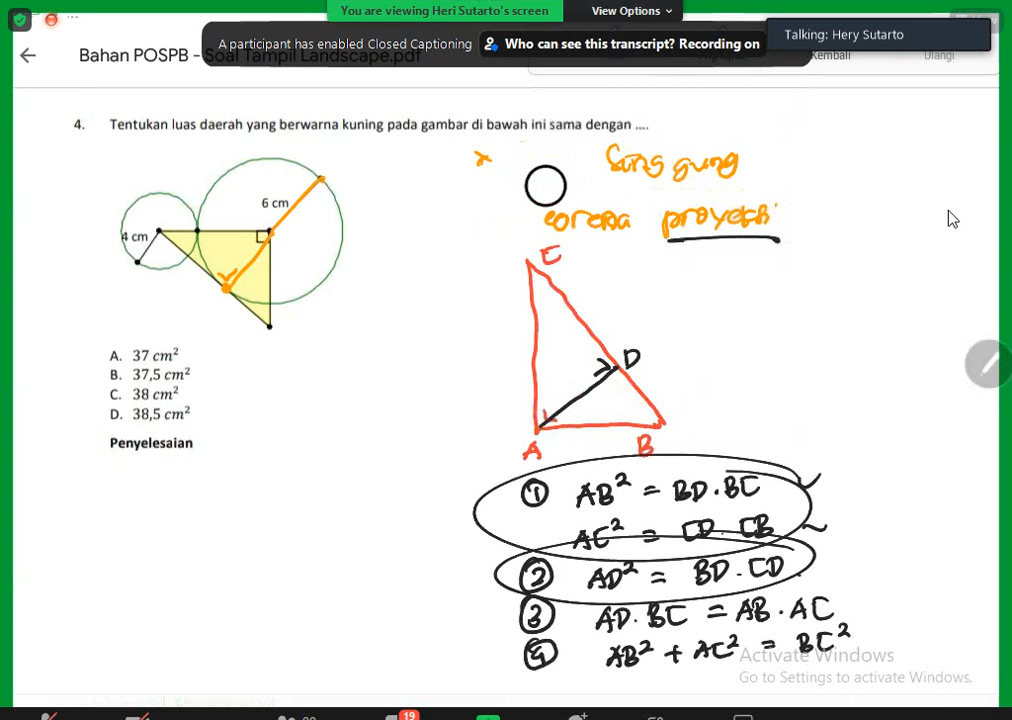 You are viewing Heri Sutarto's screen
View Options
A participant has enabled Closed Captioning
Who can see this transcript? Recording on
Talking: Hery Sutarto
Bahan POSPB - Soal Tampil Landscape.pdf
Kembali
Ulangi
4. Tentukan luas daerah yang berwarna kuning pada gambar di bawah ini sama dengan ....
6 cm
4 cm
A. 37 cm²
B. 37,5 cm²
C. 38 cm²
D. 38,5 cm²
Penyelesaian
Sing gung
proyeksi
C
D
A
B
① AB² = BD . BC
AC² = CD . CB
② AD² = BD . CD
③ AD . BC = AB . AC
④ AB² + AC² = BC²
Activate Windows
Go to Settings to activate Windows.
19